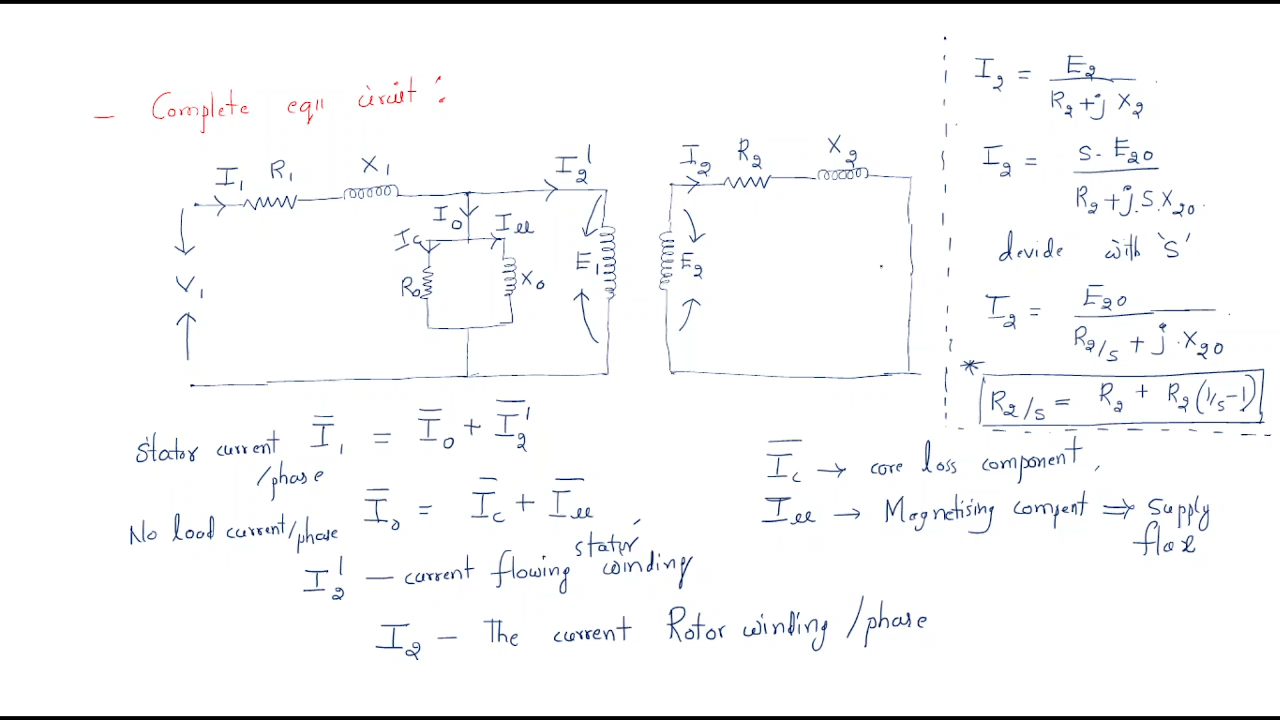 - Complete eqll circuit :
I1 R1 X1 I2'
I0
Ic Iμ
R0 X0
V1
E1
I2 R2 X2
E2
I2 = E2 / (R2 + j X2)
I2 = S. E20 / (R2 + j. S. X20)
devide with 'S'
I2 = E20 / (R2/s + j. X20)
* R2/s = R2 + R2 (1/s - 1)
Stator current /phase Ī1 = Ī0 + Ī2'
No load current/phase Ī0 = Īc + Īμ
I2' — current flowing stator winding
I2 — The current Rotor winding /phase
Īc → core loss component,
Iμ → Magnetising compent ⇒ supply
flux